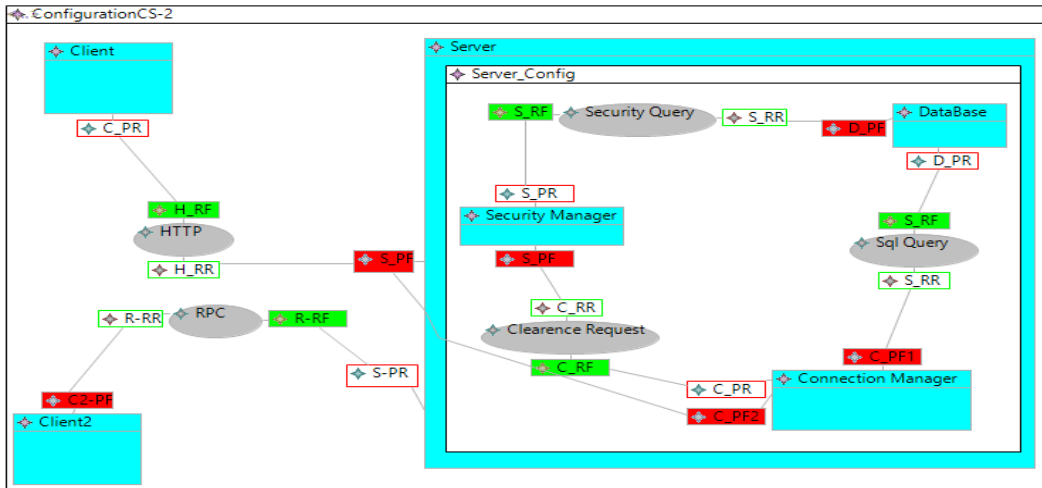 ConfigurationCS-2
Client
C_PR
H_RF
HTTP
H_RR
S_PF
R-RR
RPC
R-RF
S-PR
C2-PF
Client2
Server
Server_Config
S_RF
Security Query
S_RR
D_PF
DataBase
D_PR
S_PR
Security Manager
S_PF
S_RF
Sql Query
S_RR
C_RR
Clearence Request
C_RF
C_PF1
C_PR
Connection Manager
C_PF2